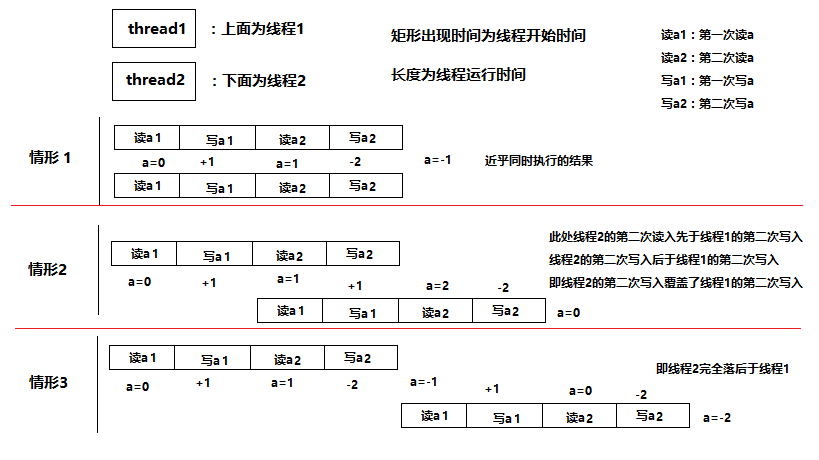 thread1 ：上面为线程1
thread2 ：下面为线程2
矩形出现时间为线程开始时间
长度为线程运行时间
读a1：第一次读a
读a2：第二次读a
写a1：第一次写a
写a2：第二次写a
情形 1
读a1 写a1 读a2 写a2
a=0 +1 a=1 -2 a=-1 近乎同时执行的结果
读a1 写a1 读a2 写a2
情形2
此处线程2的第二次读入先于线程1的第二次写入
线程2的第二次写入后于线程1的第二次写入
即线程2的第二次写入覆盖了线程1的第二次写入
读a1 写a1 读a2 写a2
a=0 +1 a=1 +1 a=2 -2
读a1 写a1 读a2 写a2 a=0
情形3
读a1 写a1 读a2 写a2
即线程2完全落后于线程1
a=0 +1 a=1 -2 a=-1 +1 a=0 -2
读a1 写a1 读a2 写a2 a=-2